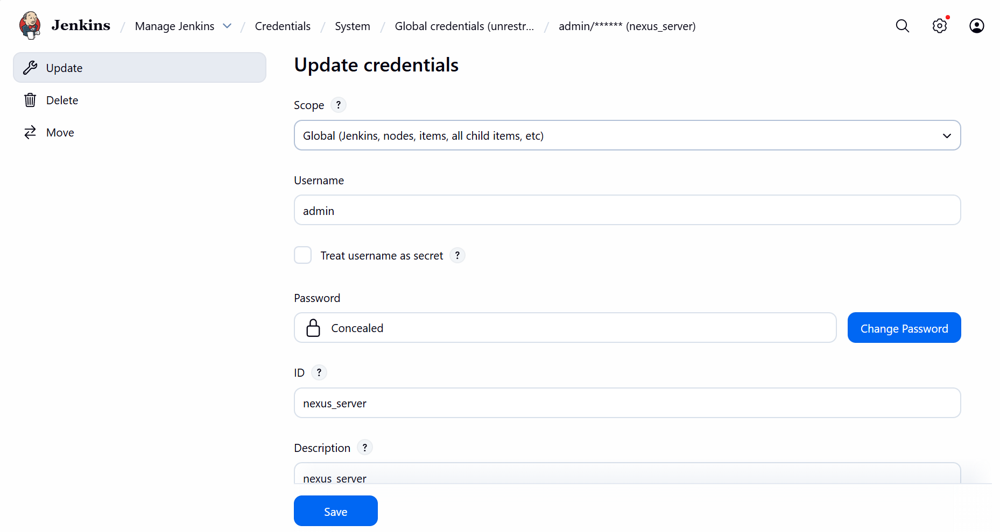 Jenkins / Manage Jenkins / Credentials / System / Global credentials (unrestr... / admin/****** (nexus_server)
Update
Delete
Move
Update credentials
Scope ?
Global (Jenkins, nodes, items, all child items, etc)
Username
admin
Treat username as secret ?
Password
Concealed
Change Password
ID ?
nexus_server
Description ?
nexus_server
Save